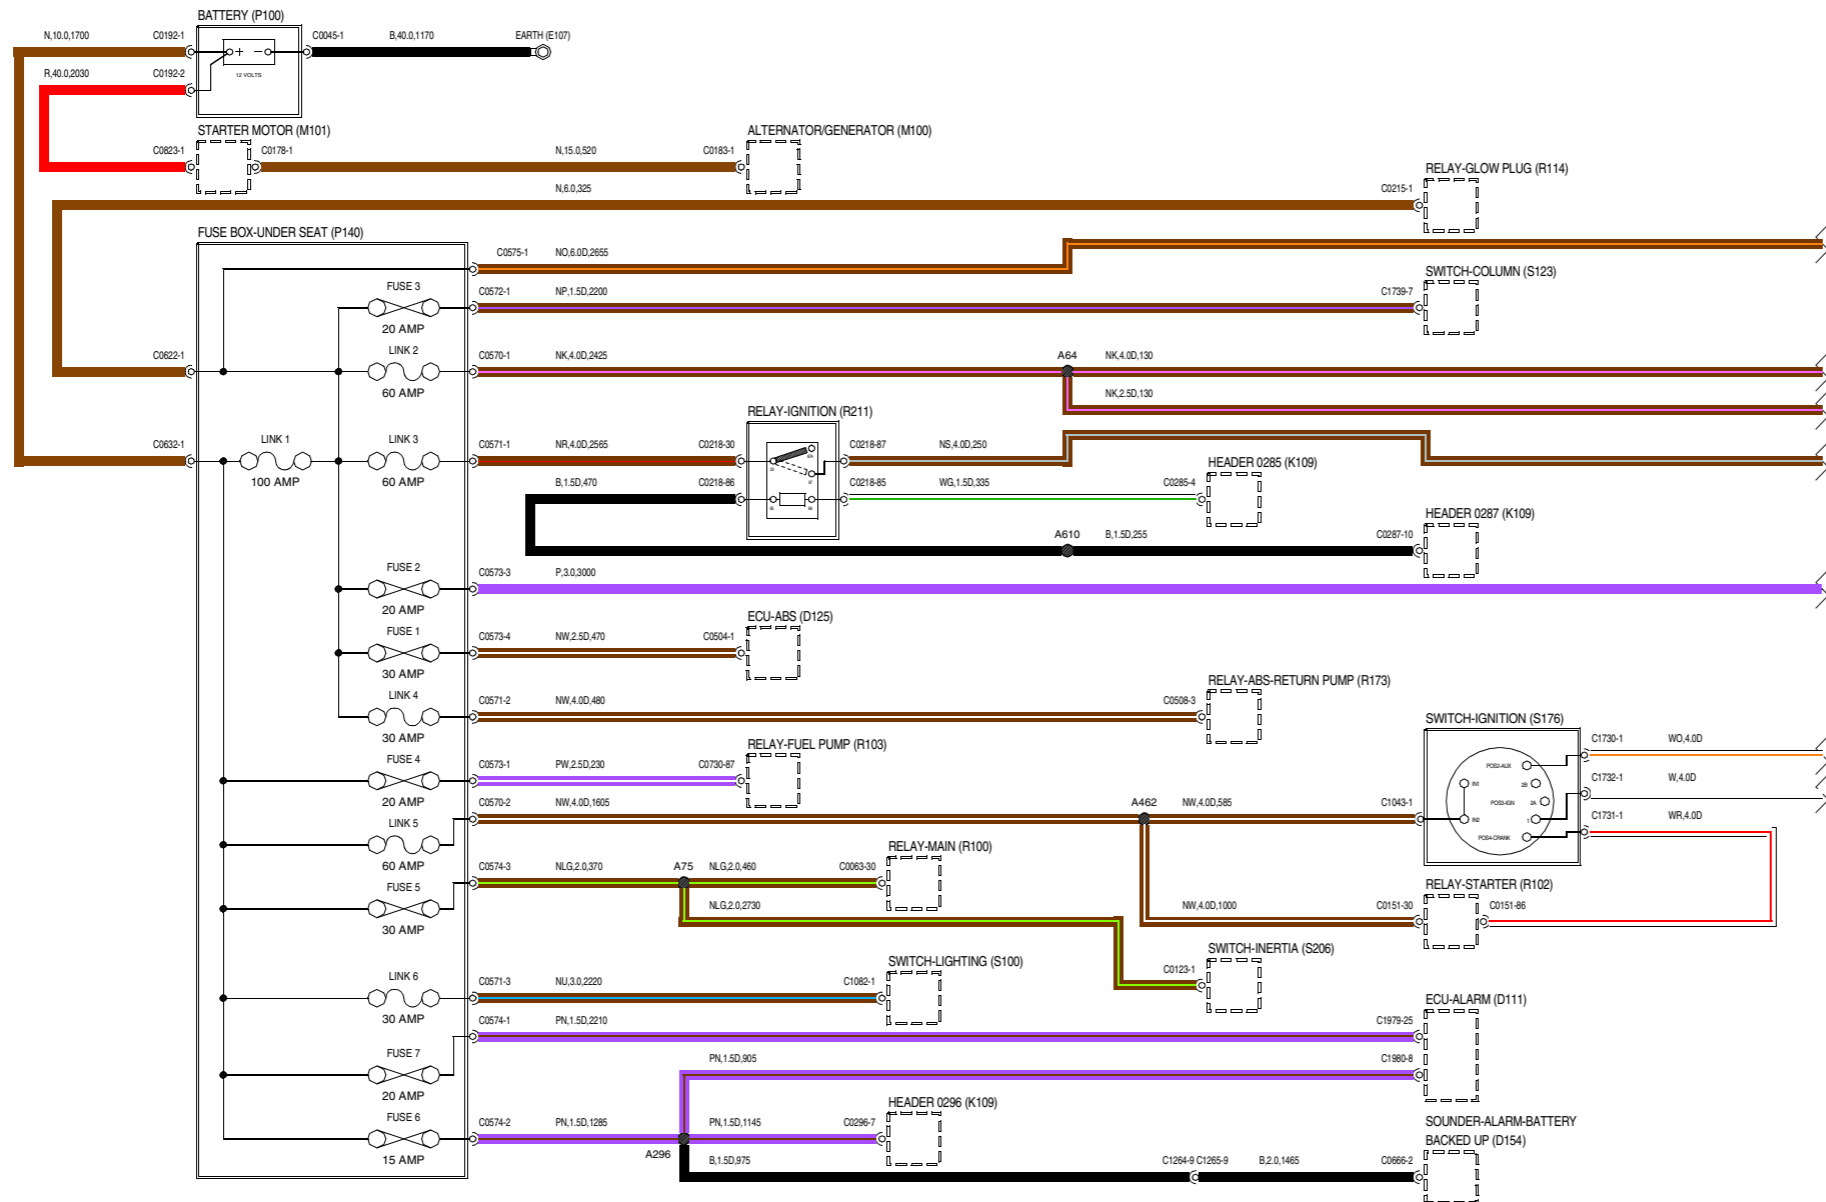 BATTERY (P100)
N,10.0,1700
C0192-1
C0045-1
B,40.0,1170
EARTH (E107)
+ −
12 VOLTS
R,40.0,2030
C0192-2
STARTER MOTOR (M101)
ALTERNATOR/GENERATOR (M100)
C0823-1
C0178-1
N,15.0,520
C0183-1
RELAY-GLOW PLUG (R114)
N,6.0,325
C0215-1
FUSE BOX-UNDER SEAT (P140)
C0575-1
NO,6.0D,2655
SWITCH-COLUMN (S123)
FUSE 3
C0572-1
NP,1.5D,2200
C1739-7
20 AMP
C0622-1
LINK 2
C0570-1
NK,4.0D,2425
A64
NK,4.0D,130
60 AMP
NK,2.5D,130
RELAY-IGNITION (R211)
C0632-1
LINK 1
LINK 3
C0571-1
NR,4.0D,2565
C0218-30
C0218-87
NS,4.0D,250
100 AMP
60 AMP
HEADER 0285 (K109)
B,1.5D,470
C0218-86
C0218-85
WG,1.5D,335
C0285-4
HEADER 0287 (K109)
A610
B,1.5D,255
C0287-10
FUSE 2
C0573-3
P,3.0,3000
20 AMP
ECU-ABS (D125)
FUSE 1
C0573-4
NW,2.5D,470
C0504-1
30 AMP
RELAY-ABS-RETURN PUMP (R173)
LINK 4
C0571-2
NW,4.0D,480
C0508-3
30 AMP
SWITCH-IGNITION (S176)
RELAY-FUEL PUMP (R103)
C1730-1
WO,4.0D
FUSE 4
C0573-1
PW,2.5D,230
C0730-87
POS2-AUX
20 AMP
IN1
2B
C1732-1
W,4.0D
C0570-2
NW,4.0D,1605
A462
NW,4.0D,585
C1043-1
POS3-IGN
2A
LINK 5
IN2
1
C1731-1
WR,4.0D
60 AMP
POS4-CRANK
RELAY-MAIN (R100)
C0574-3
NLG,2.0,370
A75
NLG,2.0,460
C0063-30
FUSE 5
RELAY-STARTER (R102)
30 AMP
NLG,2.0,2730
NW,4.0D,1000
C0151-30
C0151-86
SWITCH-INERTIA (S206)
SWITCH-LIGHTING (S100)
C0123-1
LINK 6
C0571-3
NU,3.0,2220
C1082-1
30 AMP
ECU-ALARM (D111)
C0574-1
PN,1.5D,2210
C1979-25
FUSE 7
PN,1.5D,905
C1980-8
20 AMP
HEADER 0296 (K109)
FUSE 6
C0574-2
PN,1.5D,1285
PN,1.5D,1145
C0296-7
SOUNDER-ALARM-BATTERY
BACKED UP (D154)
15 AMP
A296
B,1.5D,975
C1264-9 C1265-9
B,2.0,1465
C0666-2